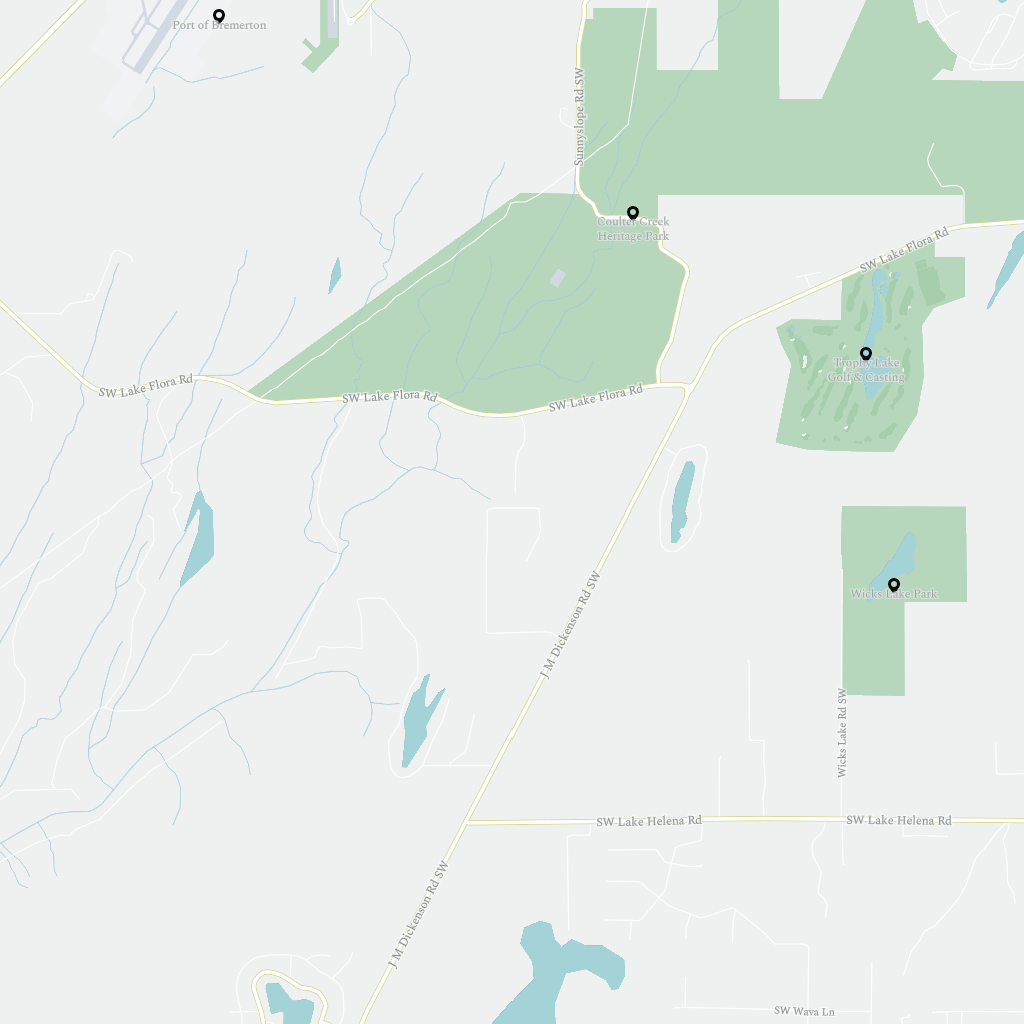 Port of Bremerton
Sunnyslope Rd SW
Coulter Creek
Heritage Park
SW Lake Flora Rd
Trophy Lake
Golf & Casting
SW Lake Flora Rd
SW Lake Flora Rd
SW Lake Flora Rd
J M Dickenson Rd SW
Wicks Lake Park
Wicks Lake Rd SW
SW Lake Helena Rd
SW Lake Helena Rd
J M Dickenson Rd SW
SW Wava Ln